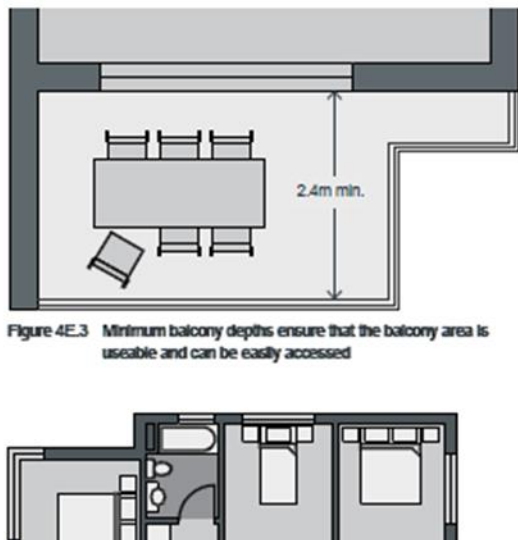 2.4m min.
Figure 4E.3 Minimum balcony depths ensure that the balcony area is
useable and can be easily accessed